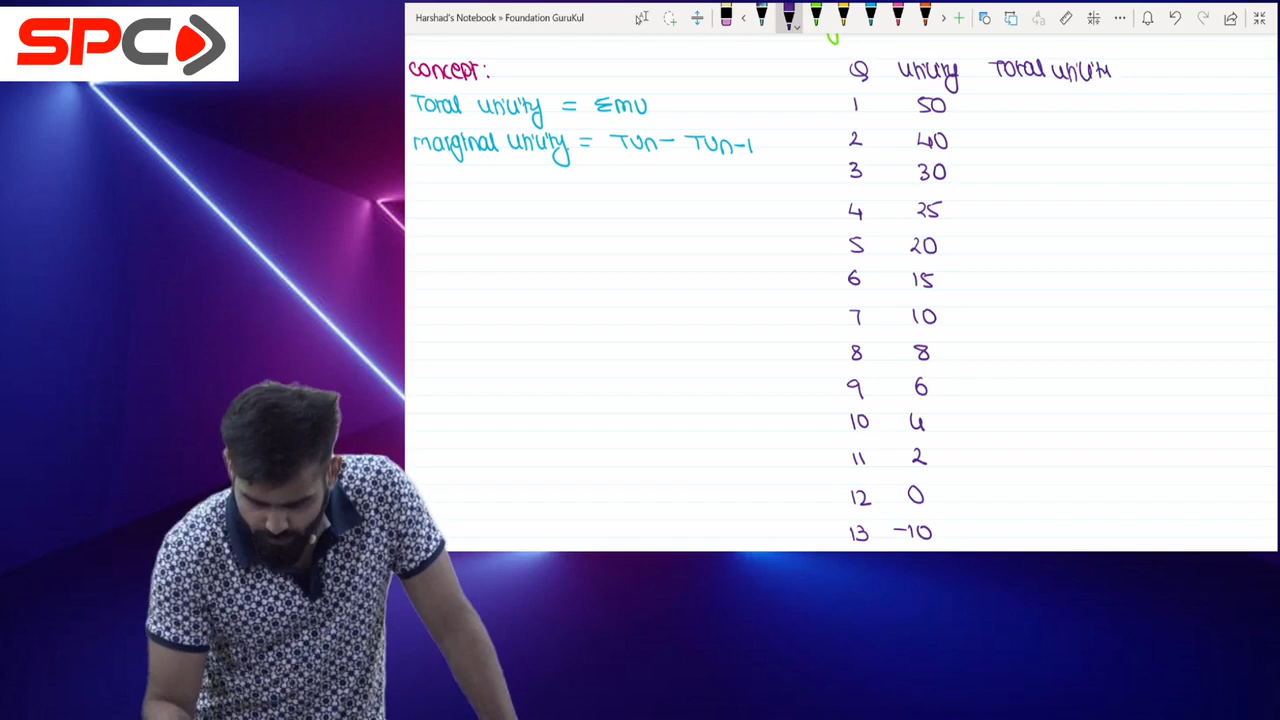 SPC
Harshad's Notebook » Foundation GuruKul
concept:
Total utility = ΣMU
marginal utility = TUn - TUn-1
Q utility Total utility
1 50
2 40
3 30
4 25
5 20
6 15
7 10
8 8
9 6
10 4
11 2
12 0
13 -10